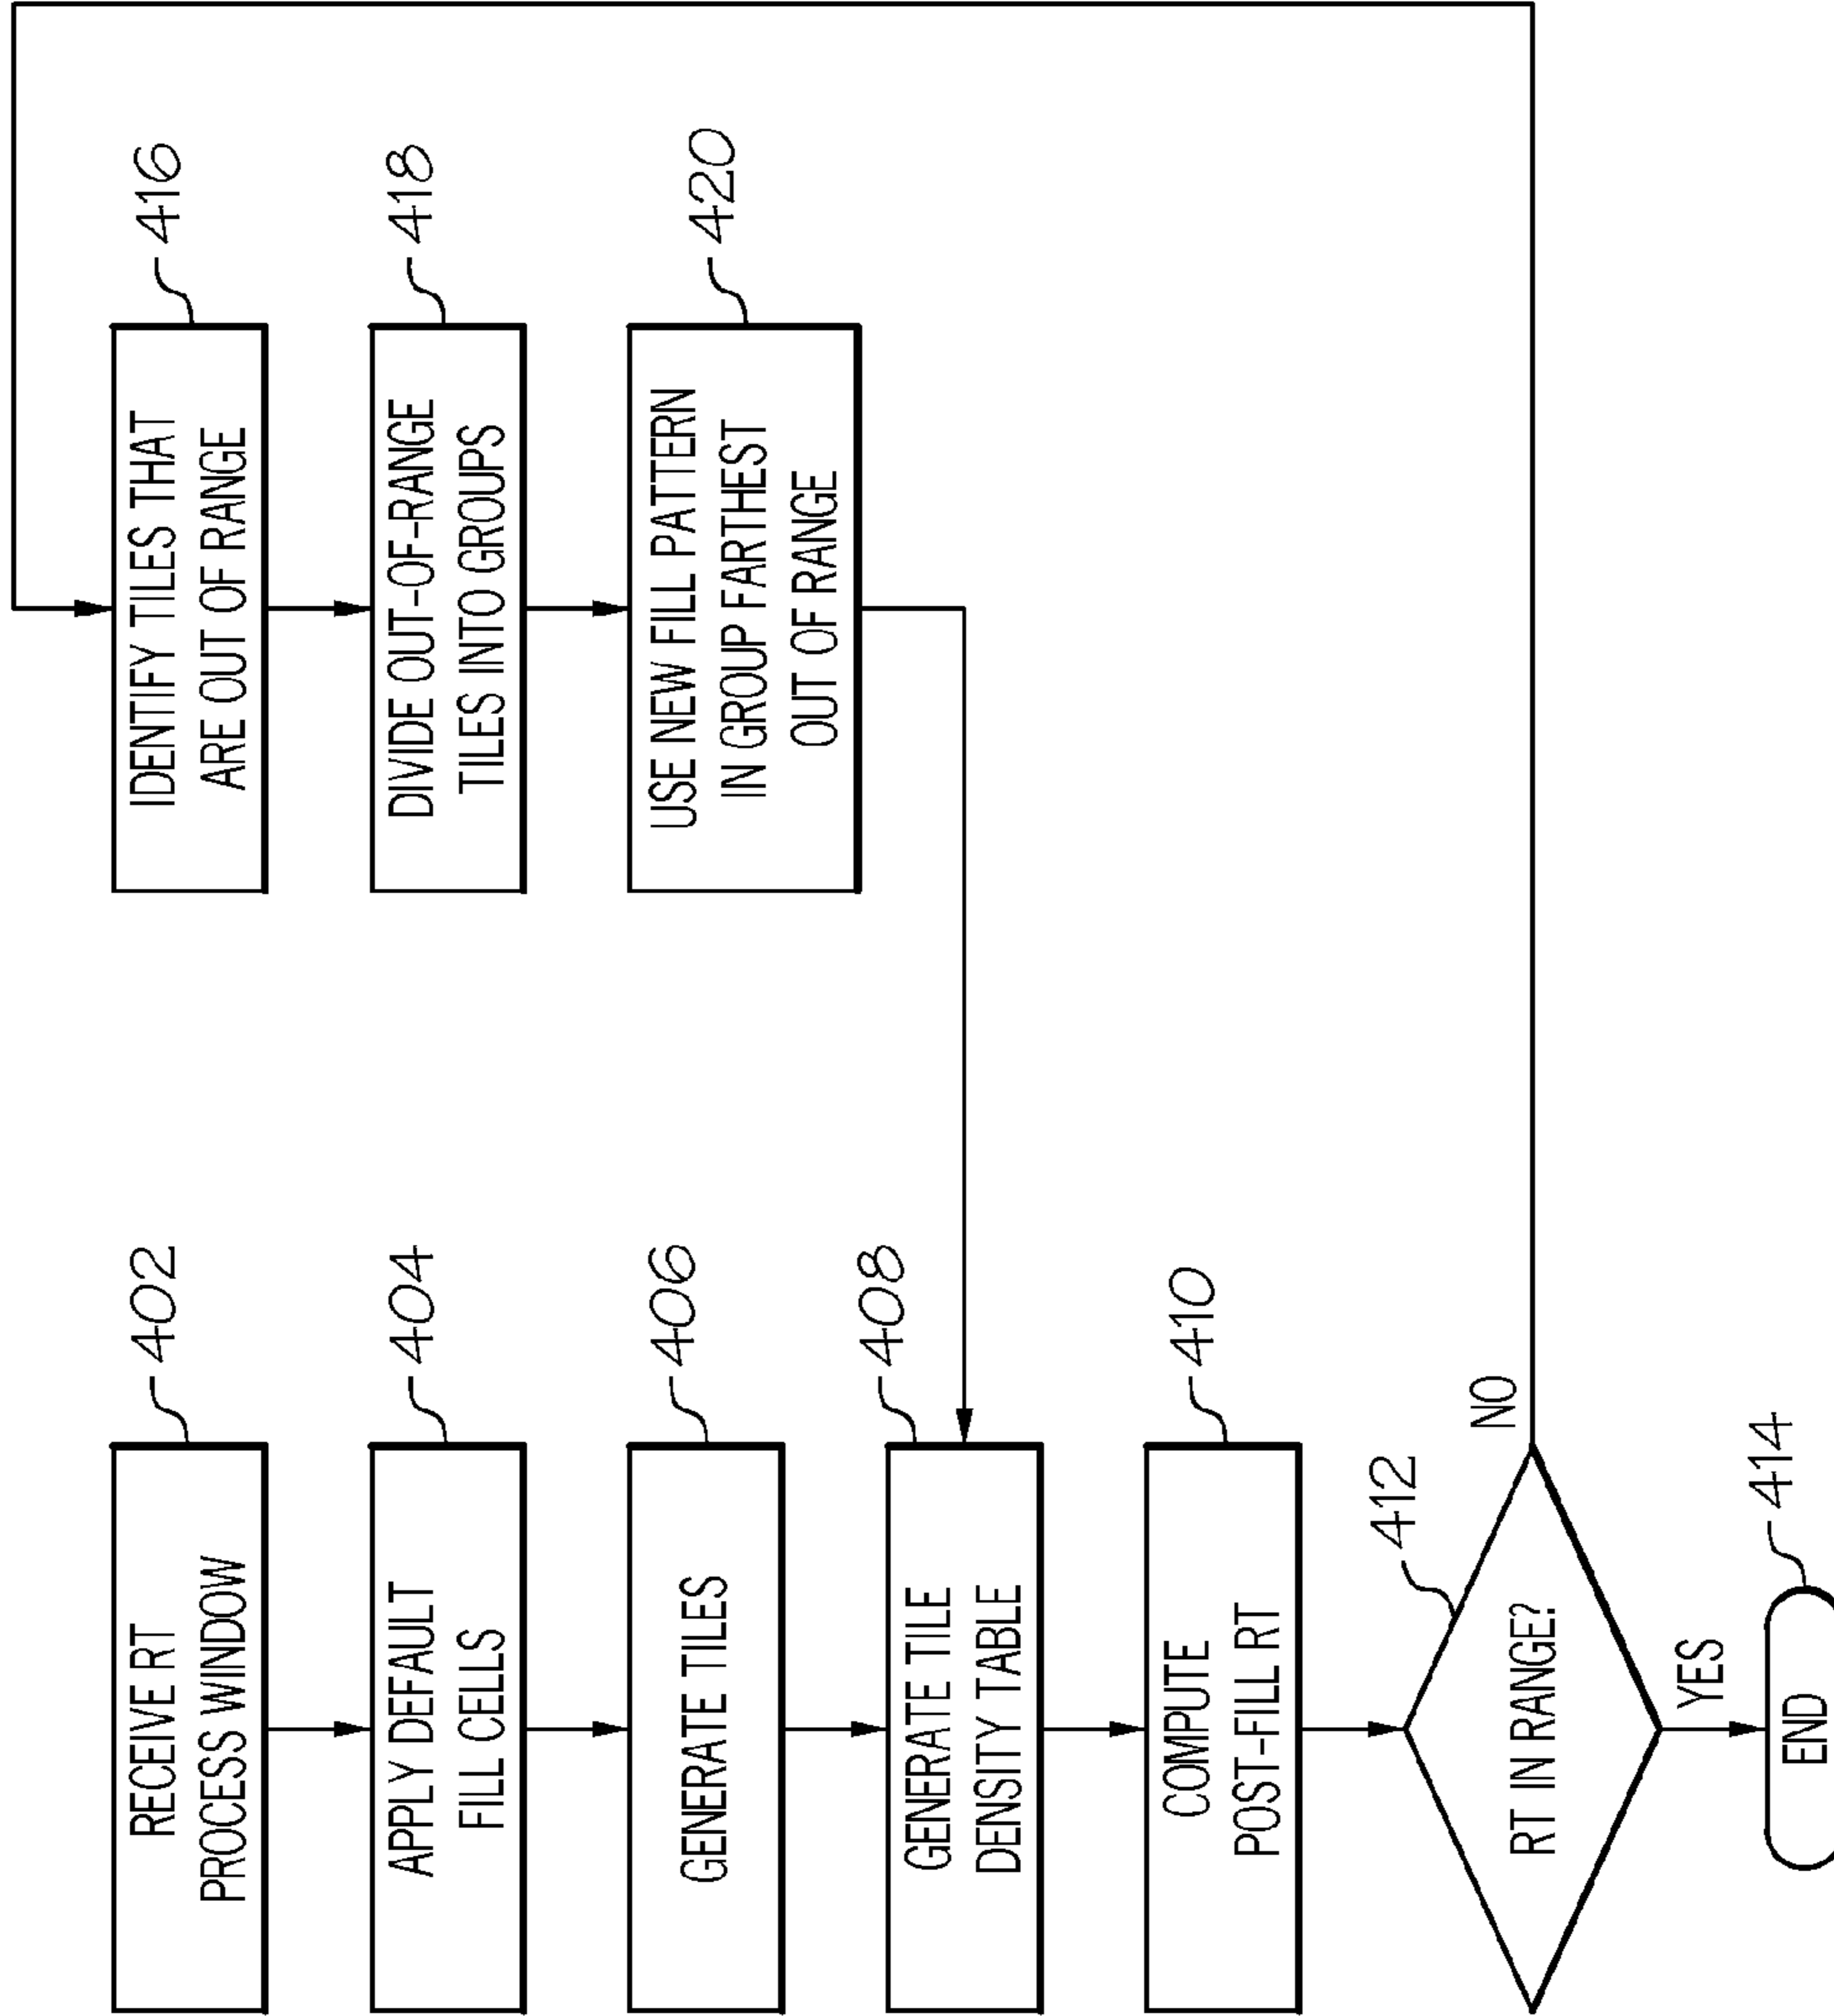 402
RECEIVE RT
PROCESS WINDOW
404
APPLY DEFAULT
FILL CELLS
406
GENERATE TILES
408
GENERATE TILE
DENSITY TABLE
410
COMPUTE
POST-FILL RT
412
RT IN RANGE?
NO
YES
414
END
416
IDENTIFY TILES THAT
ARE OUT OF RANGE
418
DIVIDE OUT-OF-RANGE
TILES INTO GROUPS
420
USE NEW FILL PATTERN
IN GROUP FARTHEST
OUT OF RANGE